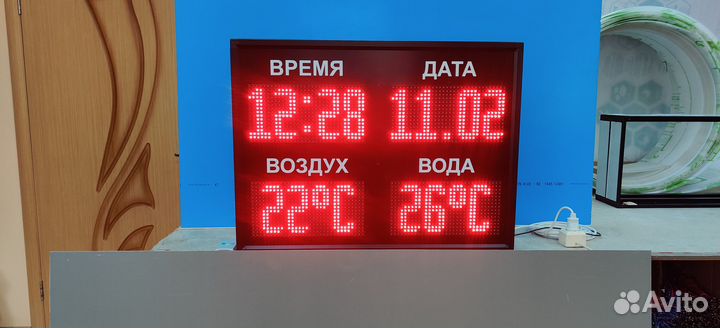 ВРЕМЯ ДАТА
12:28 11.02
ВОЗДУХ ВОДА
22°C 26°C
Avito